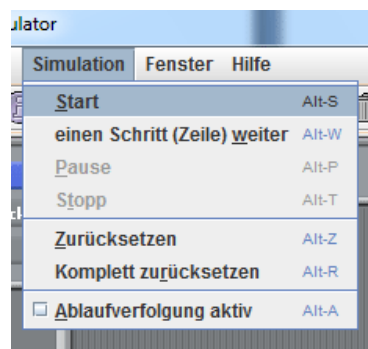 ulator
Simulation Fenster Hilfe
Start Alt-S
einen Schritt (Zeile) weiter Alt-W
Pause Alt-P
Stopp Alt-T
Zurücksetzen Alt-Z
Komplett zurücksetzen Alt-R
Ablaufverfolgung aktiv Alt-A